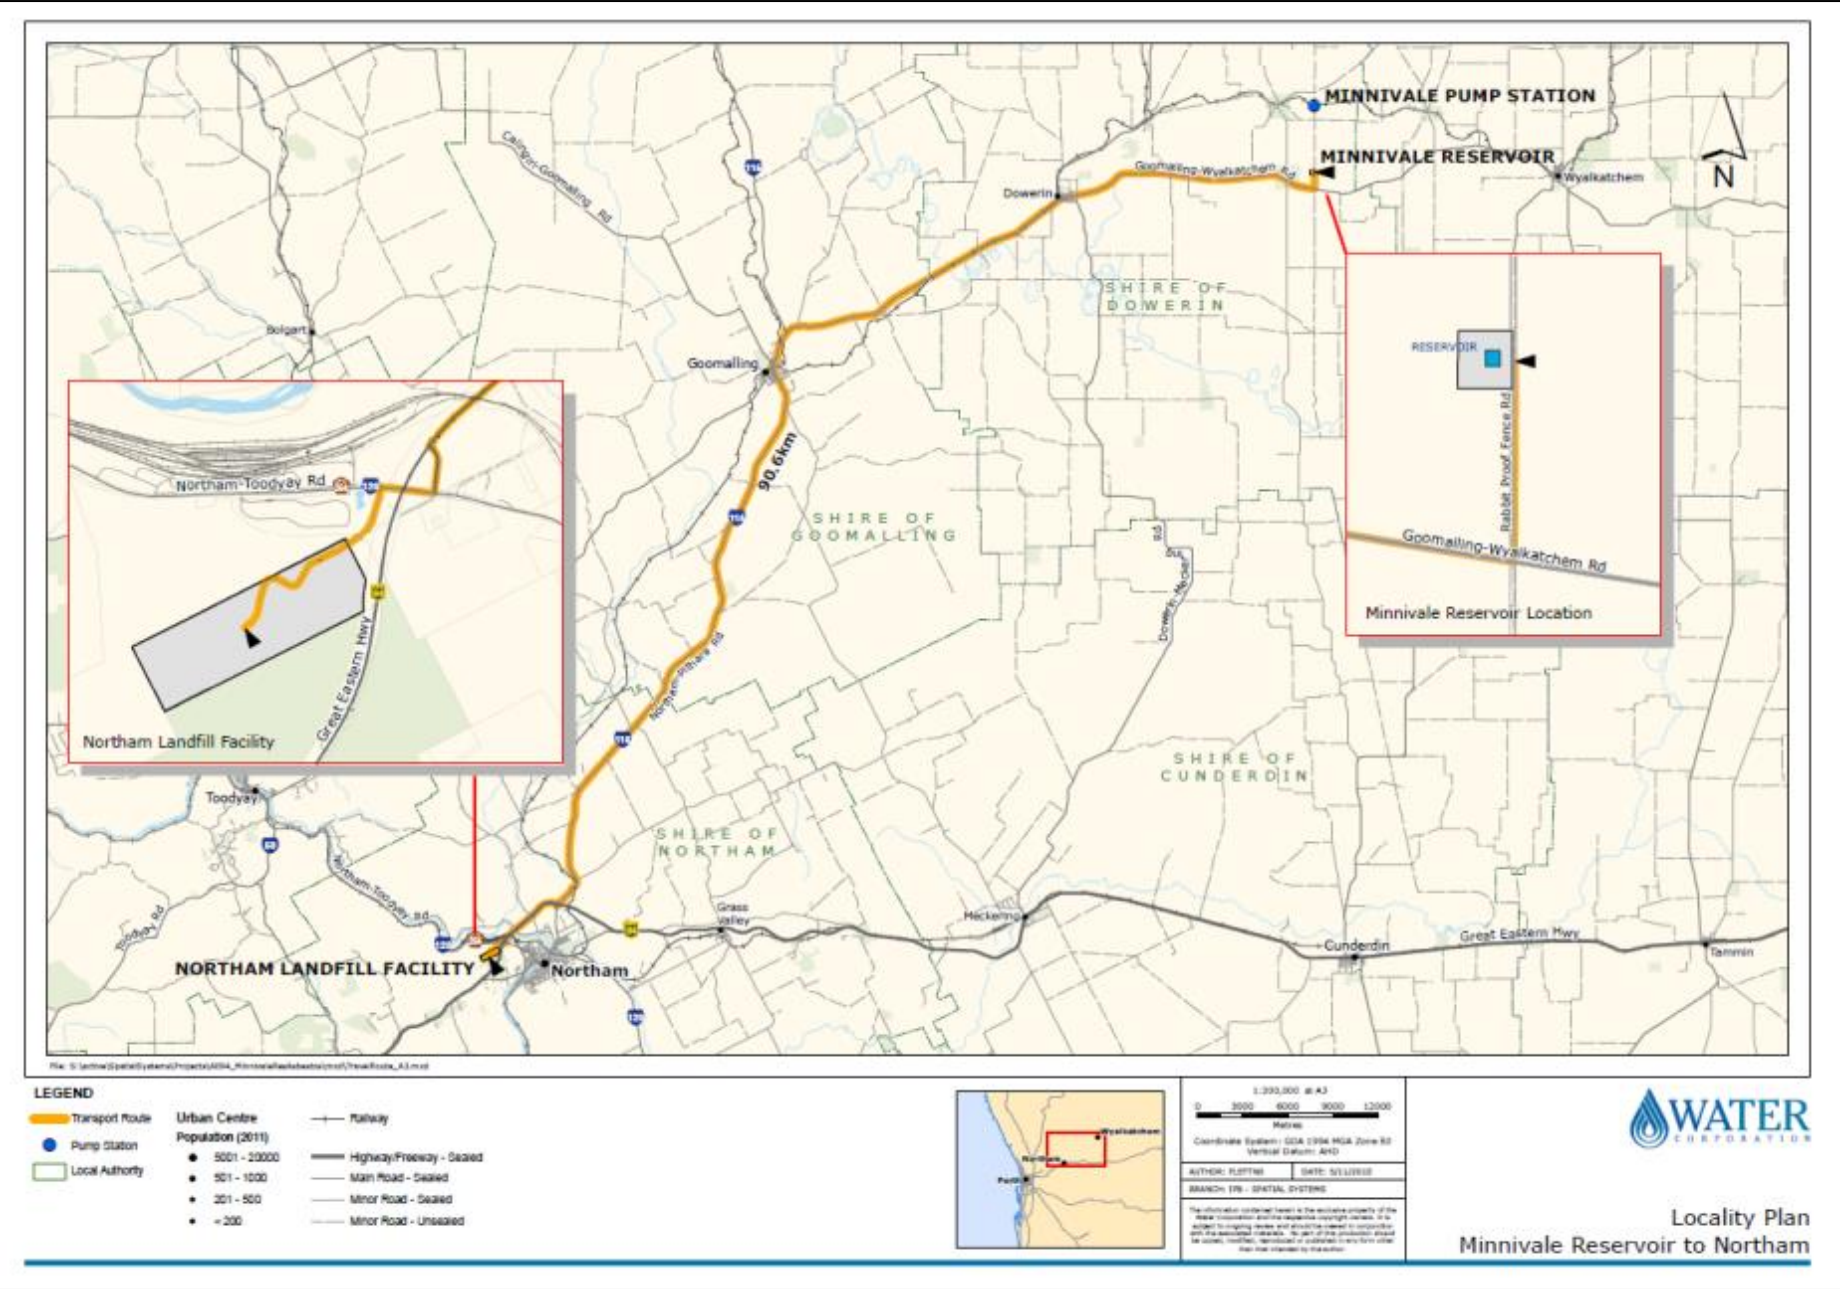 MINNIVALE PUMP STATION
MINNIVALE RESERVOIR
Goomalling-Wyalkatchem Rd
Wyalkatchem
N
Dowerin
Calingiri-Goomalling Rd
116
SHIRE OF
DOWERIN
Bolgart
Goomalling
90.6km
116
SHIRE OF
GOOMALLING
RESERVOIR
Rabbit Proof Fence Rd
Goomalling-Wyalkatchem Rd
Minnivale Reservoir Location
Northam-Toodyay Rd
Great Eastern Hwy
Northam Landfill Facility
Northam-Pithara Rd
116
SHIRE OF
CUNDERDIN
Toodyay
Northam-Toodyay Rd
Toodyay Rd
SHIRE OF
NORTHAM
Grass
Valley
Meckering
Cunderdin
Great Eastern Hwy
Tammin
NORTHAM LANDFILL FACILITY
Northam
LEGEND
Transport Route
Pump Station
Local Authority
Urban Centre
Population (2011)
5001 - 20000
501 - 1000
201 - 500
< 200
Railway
Highway/Freeway - Sealed
Main Road - Sealed
Minor Road - Sealed
Minor Road - Unsealed
Wyalkatchem
Northam
Perth
1:200,000 at A3
0 3000 6000 9000 12000
Metres
Coordinate System: GDA 1994 MGA Zone 50
Vertical Datum: AHD
WATER
CORPORATION
Locality Plan
Minnivale Reservoir to Northam